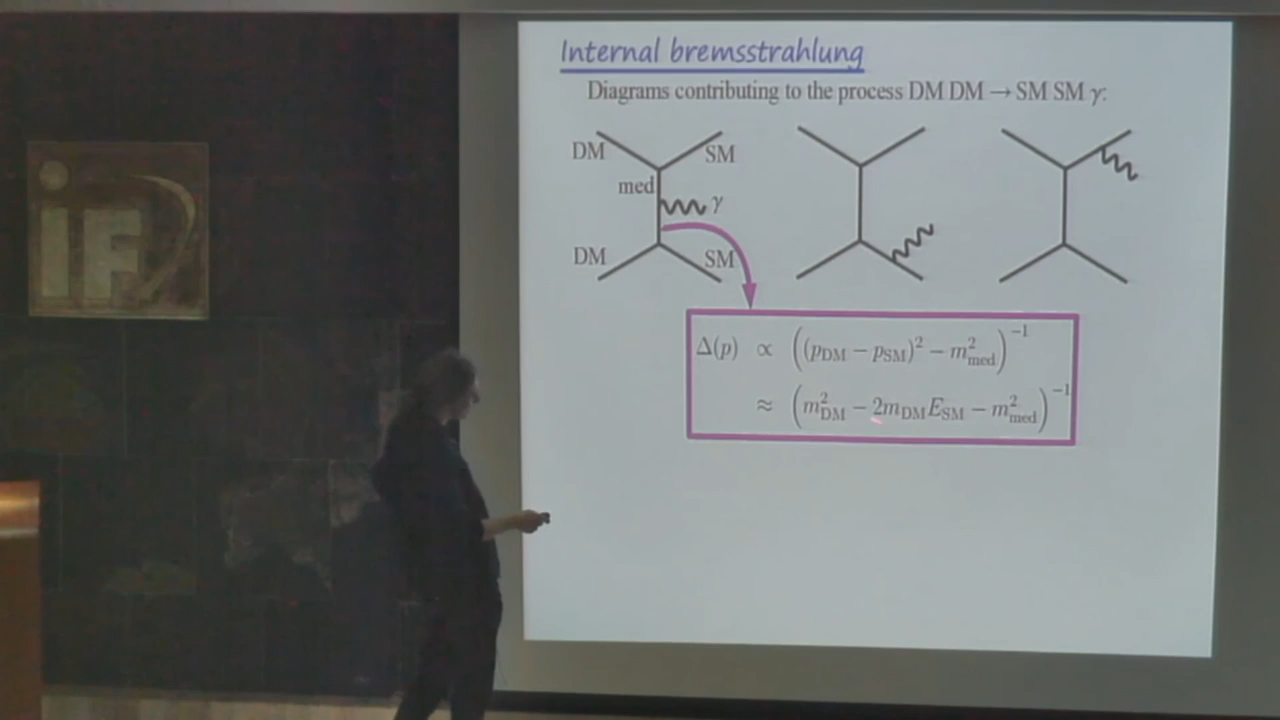 Internal bremsstrahlung
Diagrams contributing to the process DM DM → SM SM γ:
DM
SM
med
γ
DM
SM
Δ(p) ∝ ((p_DM − p_SM)² − m²_med)⁻¹
≈ (m²_DM − 2m_DM E_SM − m²_med)⁻¹
iF